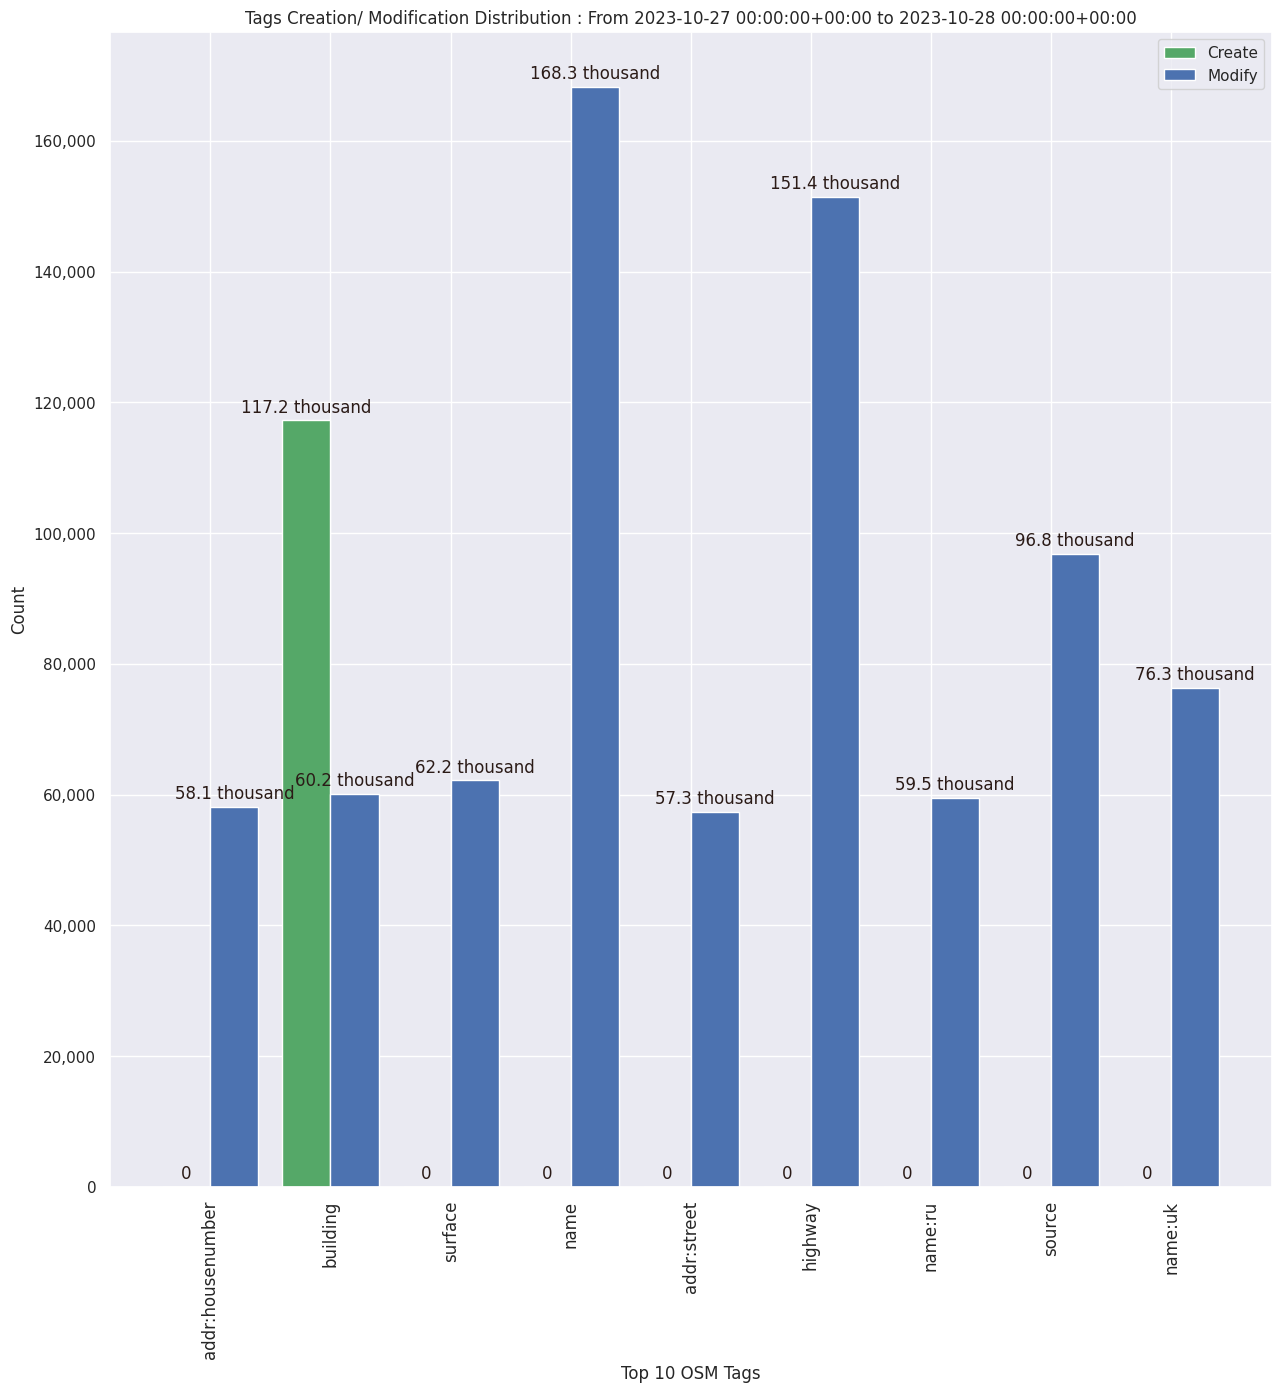 Tags Creation/ Modification Distribution : From 2023-10-27 00:00:00+00:00 to 2023-10-28 00:00:00+00:00
Create
Modify
168.3 thousand
151.4 thousand
117.2 thousand
96.8 thousand
76.3 thousand
62.2 thousand
60.2 thousand
58.1 thousand
57.3 thousand
59.5 thousand
0
0
0
0
0
0
0
0
160,000
140,000
120,000
100,000
80,000
60,000
40,000
20,000
0
Count
addr:housenumber
building
surface
name
addr:street
highway
name:ru
source
name:uk
Top 10 OSM Tags